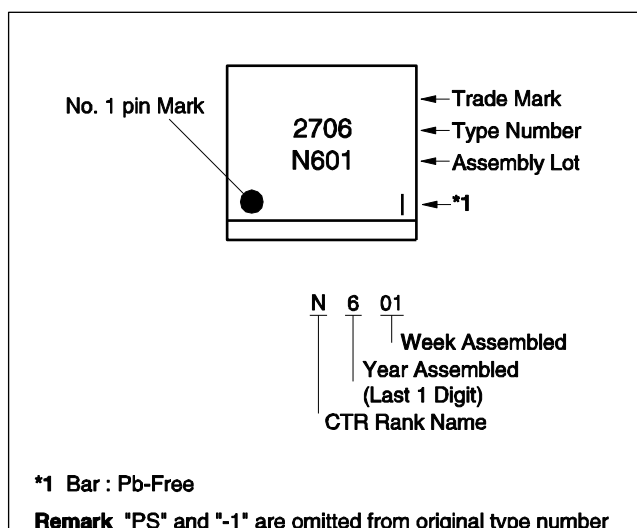 No. 1 pin Mark
Trade Mark
2706
Type Number
N601
Assembly Lot
*1
N 6 01
Week Assembled
Year Assembled
(Last 1 Digit)
CTR Rank Name
*1 Bar : Pb-Free
Remark "PS" and "-1" are omitted from original type number